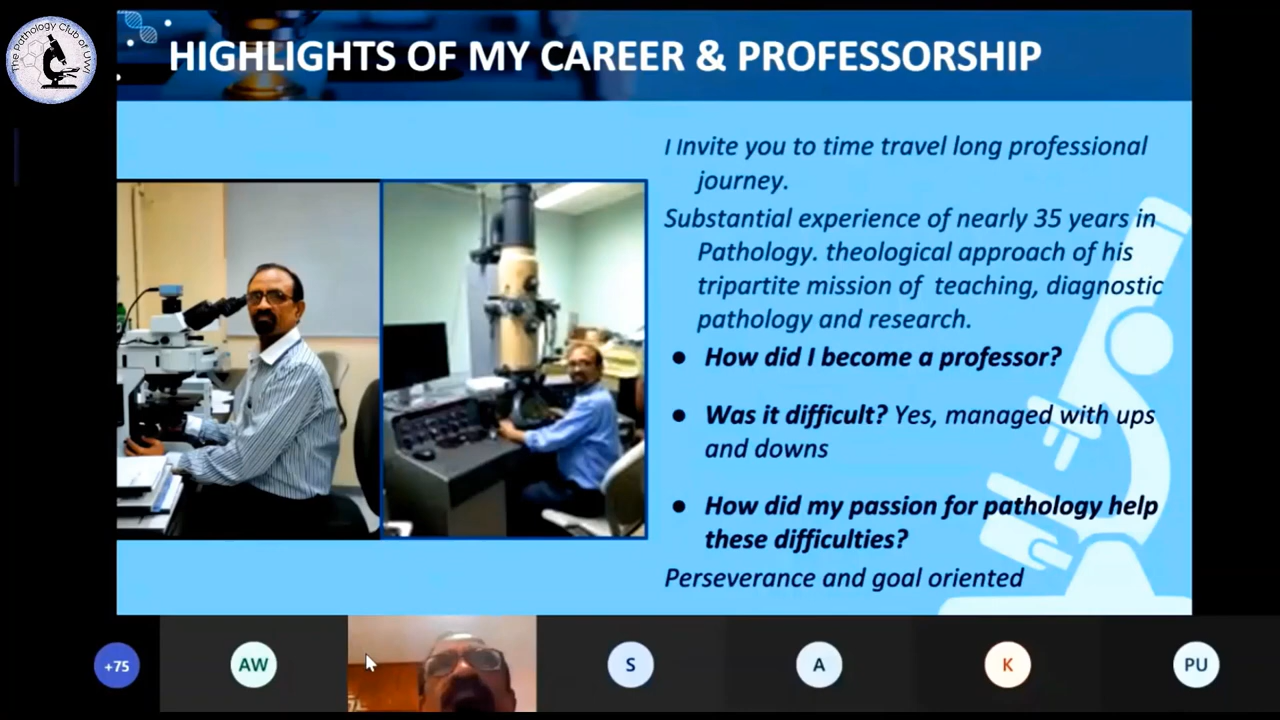 The Pathology Club of UWI
HIGHLIGHTS OF MY CAREER & PROFESSORSHIP
I Invite you to time travel long professional
journey.
Substantial experience of nearly 35 years in
Pathology. theological approach of his
tripartite mission of teaching, diagnostic
pathology and research.
● How did I become a professor?
● Was it difficult? Yes, managed with ups
and downs
● How did my passion for pathology help
these difficulties?
Perseverance and goal oriented
+75
AW
S
A
K
PU